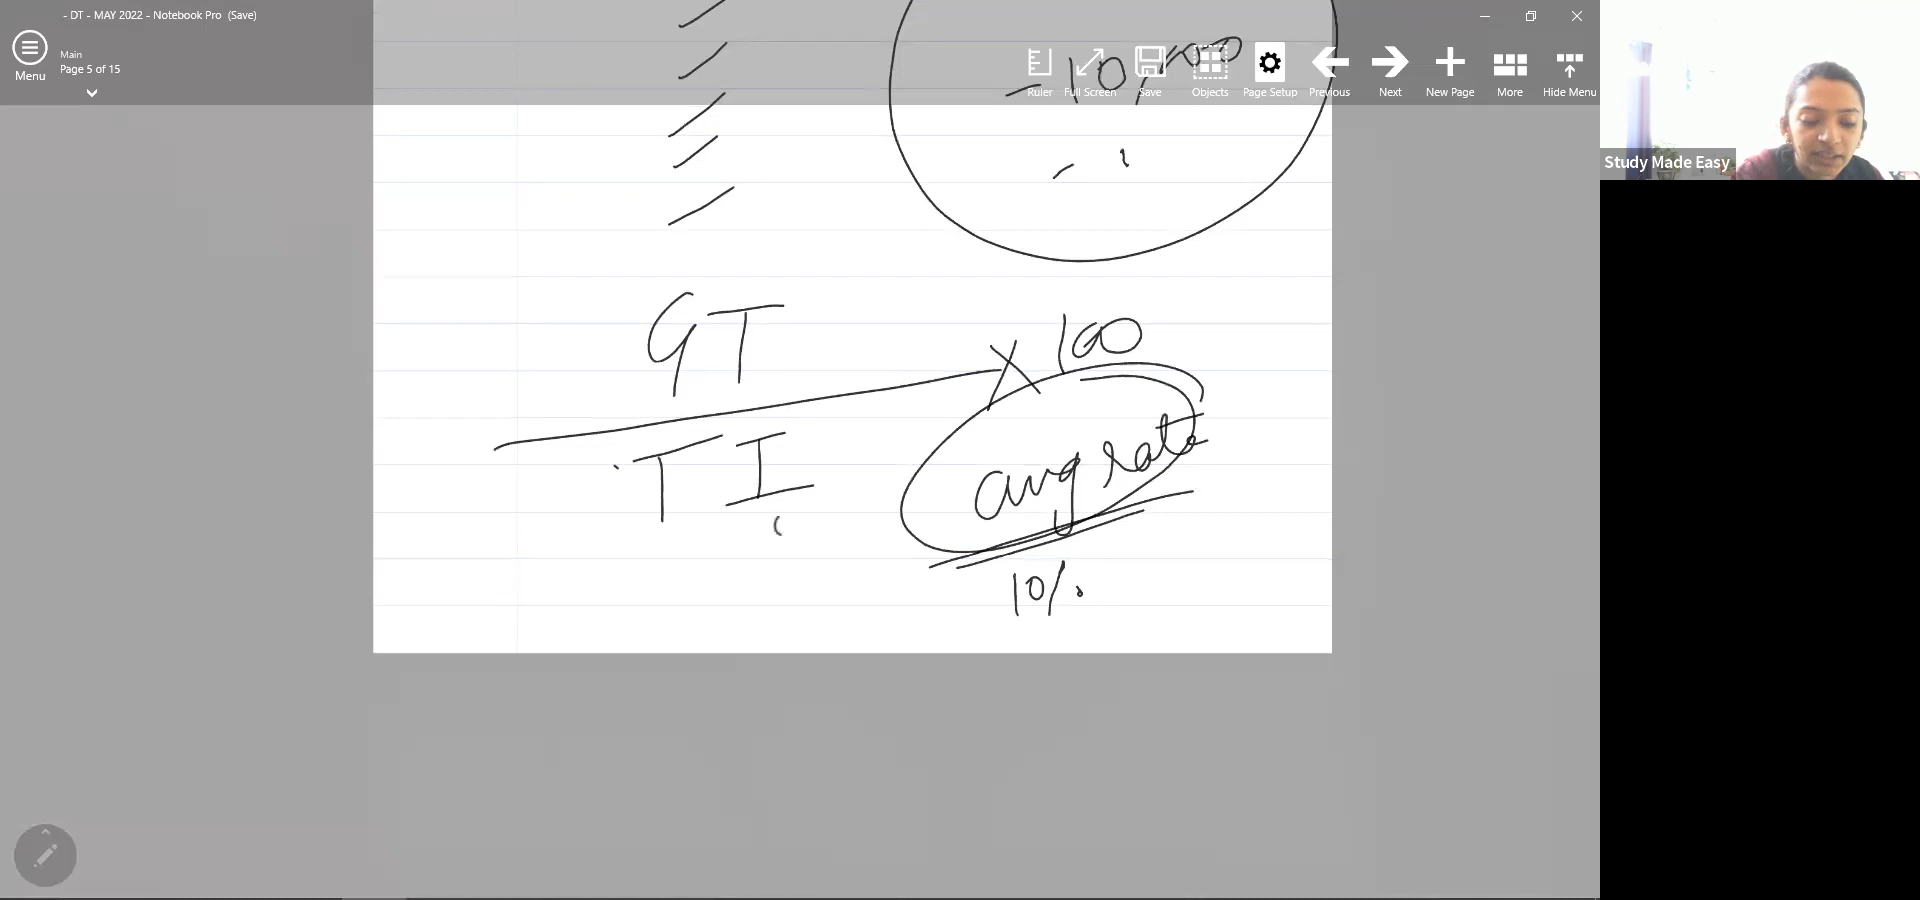 - DT - MAY 2022 - Notebook Pro (Save)
Menu
Main
Page 5 of 15
Ruler
Full Screen
Save
Objects
Page Setup
Previous
Next
New Page
More
Hide Menu
Study Made Easy
GT
X 100
TI
avg rate
10%